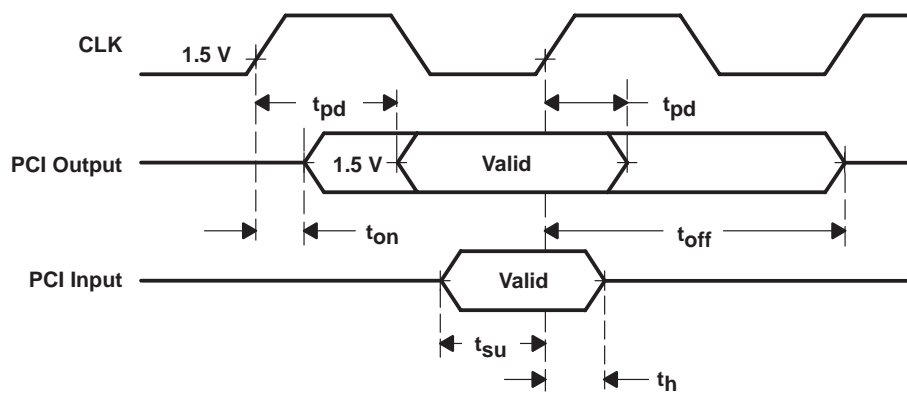 CLK
1.5 V
tpd
tpd
PCI Output
1.5 V
Valid
ton
toff
PCI Input
Valid
tsu
th